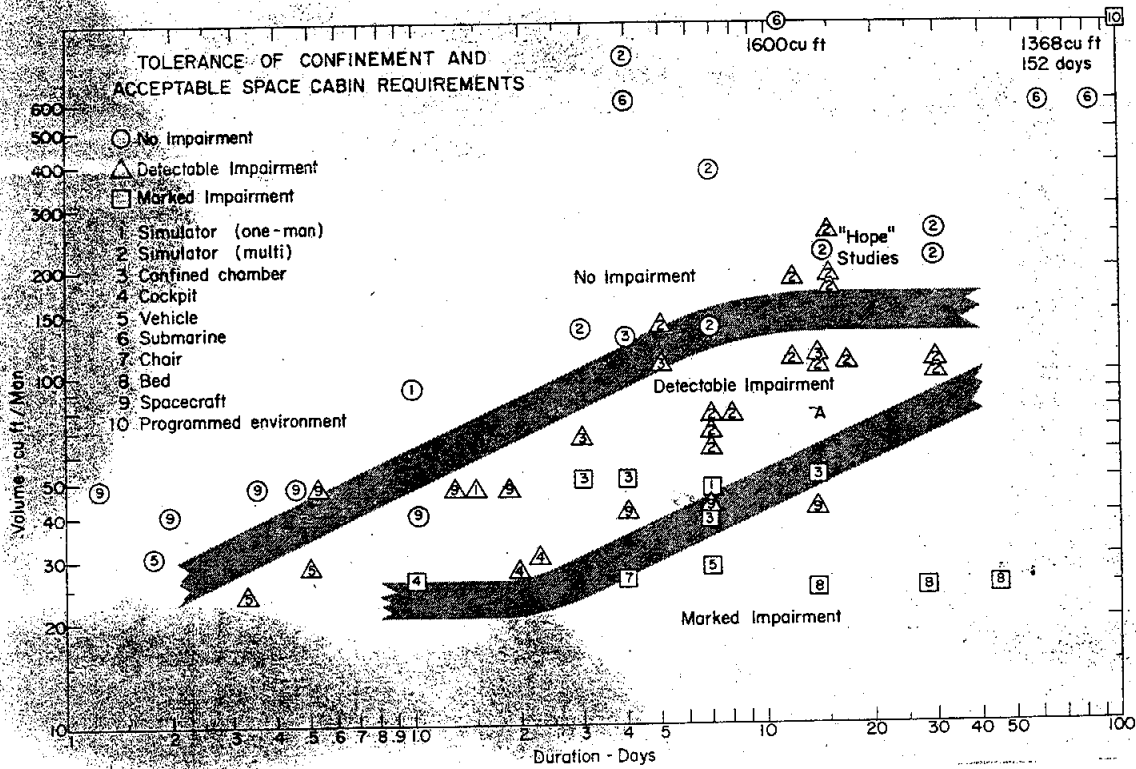 TOLERANCE OF CONFINEMENT AND
ACCEPTABLE SPACE CABIN REQUIREMENTS
1600 cu ft
1368 cu ft
152 days
No Impairment
Detectable Impairment
Marked Impairment
1 Simulator (one-man)
2 Simulator (multi)
3 Confined chamber
4 Cockpit
5 Vehicle
6 Submarine
7 Chair
8 Bed
9 Spacecraft
10 Programmed environment
"Hope"
Studies
No Impairment
Detectable Impairment
A
Marked Impairment
Volume - cu ft / Man
600
500
400
300
200
150
100
50
40
30
20
10
.1 .2 .3 .4 .5 .6 .7 .8 .9 1.0 2 3 4 5 10 20 30 40 50 100
Duration - Days